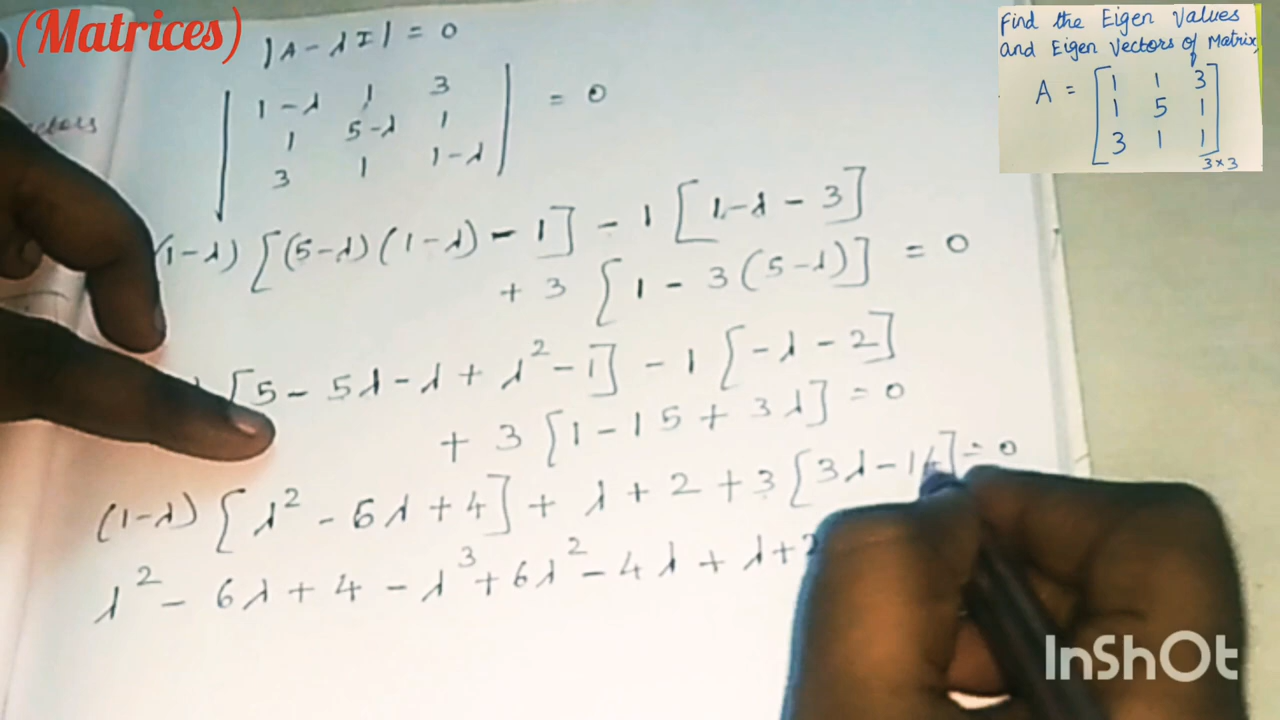 (Matrices)
|A - λI| = 0
| 1-λ 1 3 |
| 1 5-λ 1 | = 0
| 3 1 1-λ |
(1-λ) [(5-λ)(1-λ) - 1] - 1 [1-λ - 3]
+ 3 [1 - 3(5-λ)] = 0
[5 - 5λ - λ + λ² - 1] - 1 [-λ - 2]
+ 3 [1 - 15 + 3λ] = 0
(1-λ) [λ² - 6λ + 4] + λ + 2 + 3 [3λ - 14] = 0
λ² - 6λ + 4 - λ³ + 6λ² - 4λ + λ + 2
Find the Eigen Values
and Eigen Vectors of Matrix,
A = [ 1 1 3
1 5 1
3 1 1 ]
3×3
InShOt